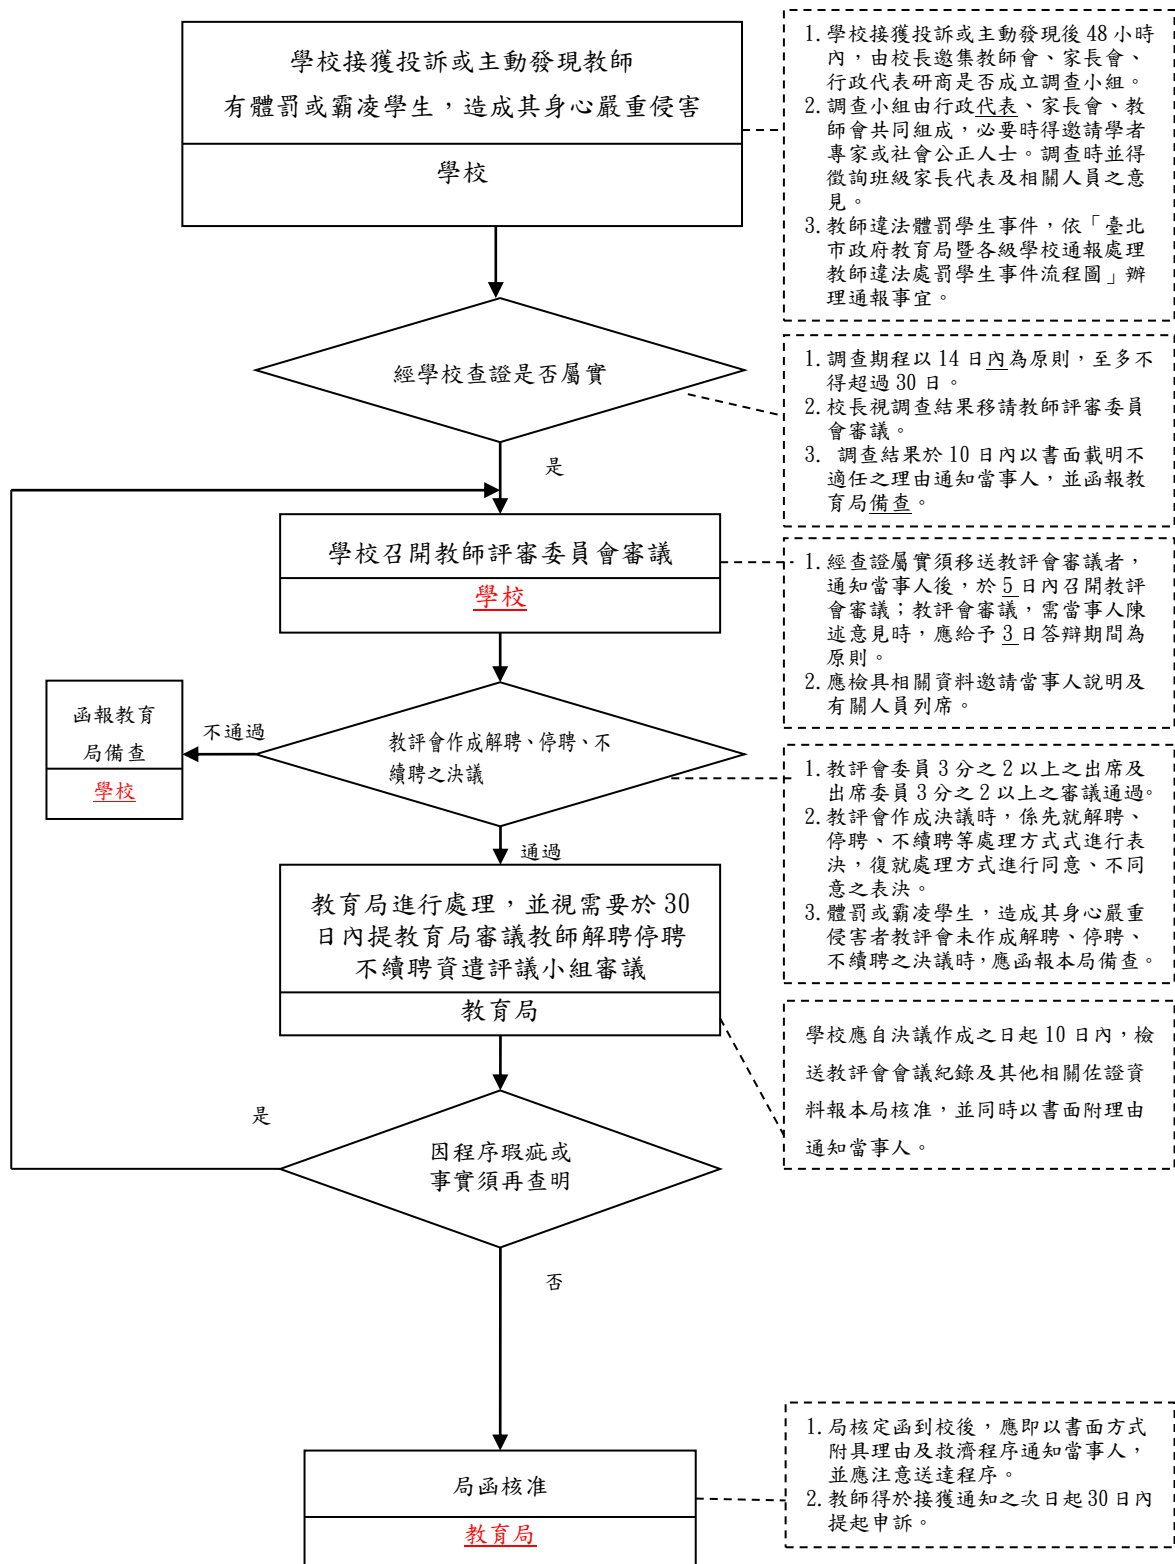 學校接獲投訴或主動發現教師
有體罰或霸凌學生，造成其身心嚴重侵害
學校
1. 學校接獲投訴或主動發現後 48 小時
內，由校長邀集教師會、家長會、
行政代表研商是否成立調查小組。
2. 調查小組由行政代表、家長會、教
師會共同組成，必要時得邀請學者
專家或社會公正人士。調查時並得
徵詢班級家長代表及相關人員之意
見。
3. 教師違法體罰學生事件，依「臺北
市政府教育局暨各級學校通報處理
教師違法處罰學生事件流程圖」辦
理通報事宜。
經學校查證是否屬實
1. 調查期程以 14 日內為原則，至多不
得超過 30 日。
2. 校長視調查結果移請教師評審委員
會審議。
3. 調查結果於 10 日內以書面載明不
適任之理由通知當事人，並函報教
育局備查。
是
學校召開教師評審委員會審議
學校
1. 經查證屬實須移送教評會審議者，
通知當事人後，於 5 日內召開教評
會審議；教評會審議，需當事人陳
述意見時，應給予 3 日答辯期間為
原則。
2. 應檢具相關資料邀請當事人說明及
有關人員列席。
函報教育
局備查
學校
不通過
教評會作成解聘、停聘、不
續聘之決議
1. 教評會委員 3 分之 2 以上之出席及
出席委員 3 分之 2 以上之審議通過。
2. 教評會作成決議時，係先就解聘、
停聘、不續聘等處理方式式進行表
決，復就處理方式進行同意、不同
意之表決。
3. 體罰或霸凌學生，造成其身心嚴重
侵害者教評會未作成解聘、停聘、
不續聘之決議時，應函報本局備查。
通過
教育局進行處理，並視需要於 30
日內提教育局審議教師解聘停聘
不續聘資遣評議小組審議
教育局
學校應自決議作成之日起 10 日內，檢
送教評會會議紀錄及其他相關佐證資
料報本局核准，並同時以書面附理由
通知當事人。
是
因程序瑕疵或
事實須再查明
否
局函核准
教育局
1. 局核定函到校後，應即以書面方式
附具理由及救濟程序通知當事人，
並應注意送達程序。
2. 教師得於接獲通知之次日起 30 日內
提起申訴。